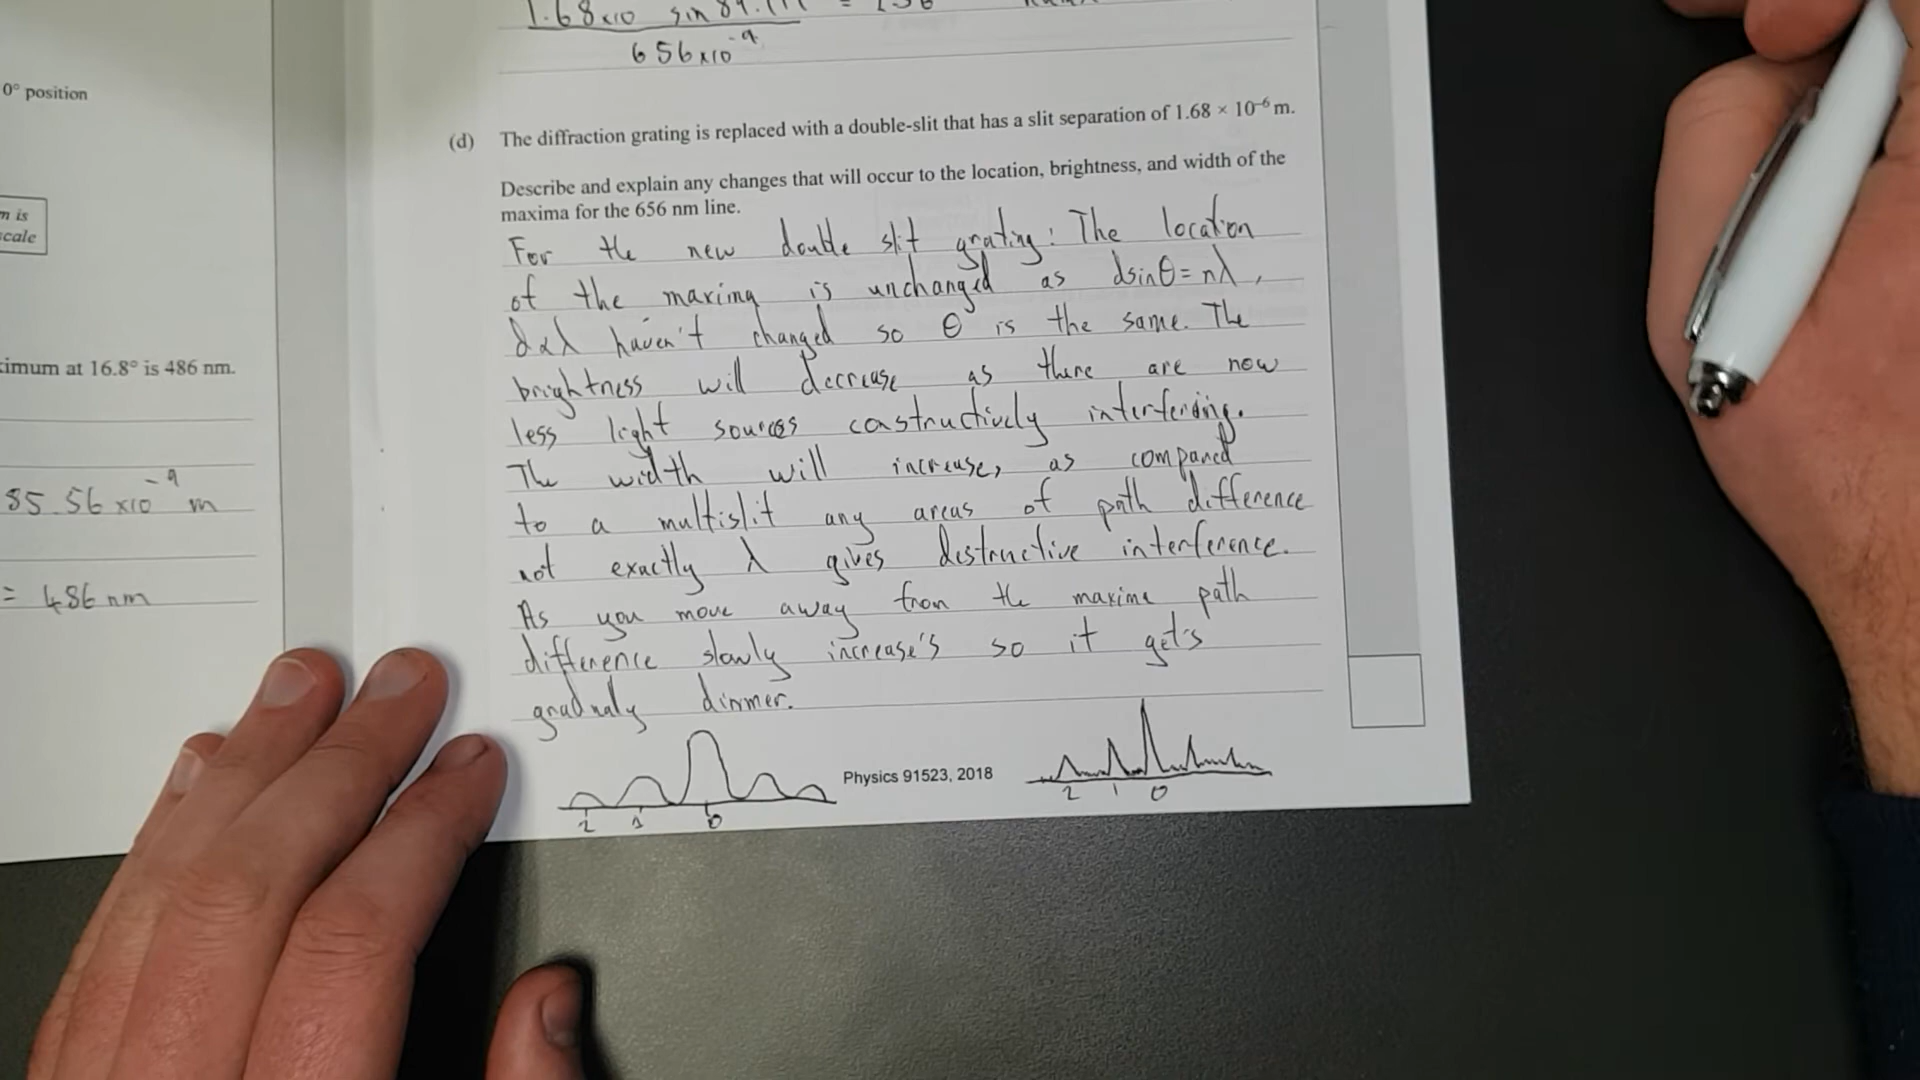 0° position
m is
scale
imum at 16.8° is 486 nm.
85.56 x10⁻⁹ m
= 486 nm
1.68x10 sin
656x10⁻⁹
(d) The diffraction grating is replaced with a double-slit that has a slit separation of 1.68 × 10⁻⁶ m.
Describe and explain any changes that will occur to the location, brightness, and width of the
maxima for the 656 nm line.
For the new double slit grating: The location
of the maxima is unchanged as dsinθ = nλ,
d & λ haven't changed so θ is the same. The
brightness will decrease as there are now
less light sources constructively interfering.
The width will increase, as compared
to a multislit any areas of path difference
not exactly λ gives destructive interference.
As you move away from the maxima path
difference slowly increase's so it get's
gradualy dimmer.
2 1 0
Physics 91523, 2018
2 1 0